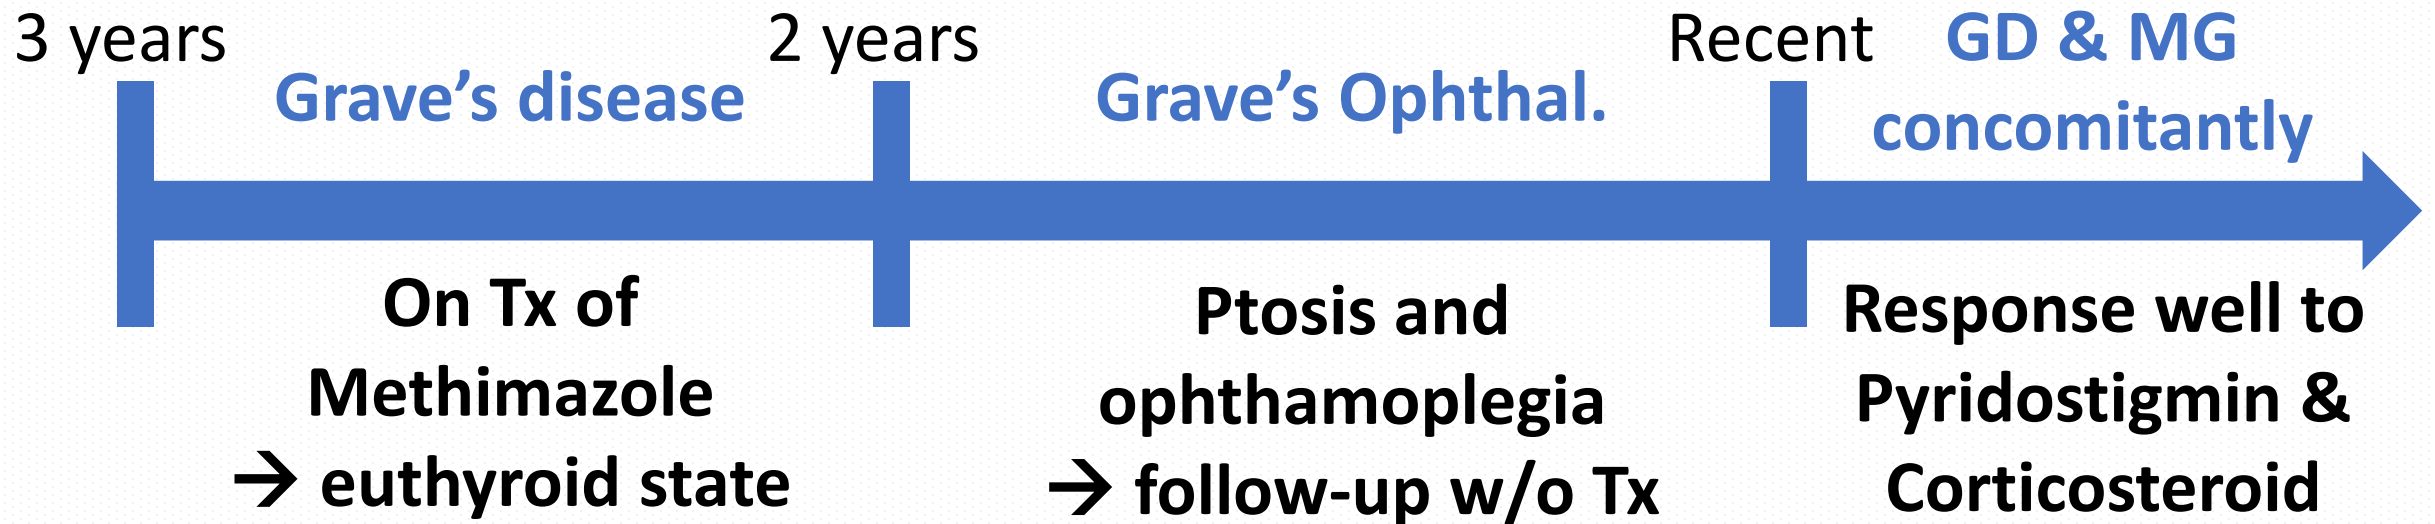 3 years
Grave's disease
On Tx of
Methimazole
→ euthyroid state
2 years
Grave's Ophthal.
Ptosis and
ophthamoplegia
→ follow-up w/o Tx
Recent
GD & MG
concomitantly
Response well to
Pyridostigmin &
Corticosteroid